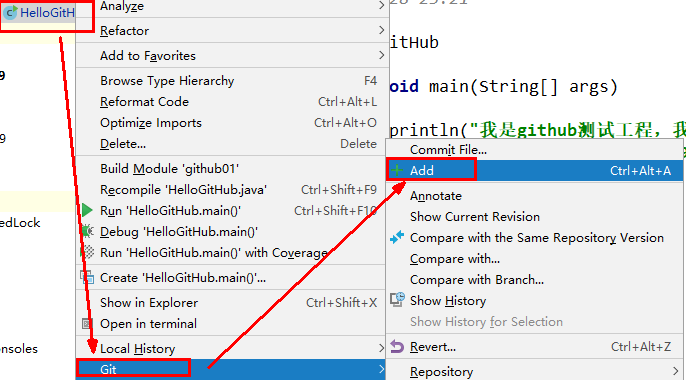 HelloGitH
9
9
edLock
onsoles
Analyze
Refactor
Add to Favorites
Browse Type Hierarchy F4
Reformat Code Ctrl+Alt+L
Optimize Imports Ctrl+Alt+O
Delete... Delete
Build Module 'github01'
Recompile 'HelloGitHub.java' Ctrl+Shift+F9
Run 'HelloGitHub.main()' Ctrl+Shift+F10
Debug 'HelloGitHub.main()'
Run 'HelloGitHub.main()' with Coverage
Create 'HelloGitHub.main()'...
Show in Explorer Ctrl+Shift+X
Open in terminal
Local History
Git
23:21
itHub
oid main(String[] args)
println("我是github测试工程，我
Commit File...
Add Ctrl+Alt+A
Annotate
Show Current Revision
Compare with the Same Repository Version
Compare with...
Compare with Branch...
Show History
Show History for Selection
Revert... Ctrl+Alt+Z
Repository